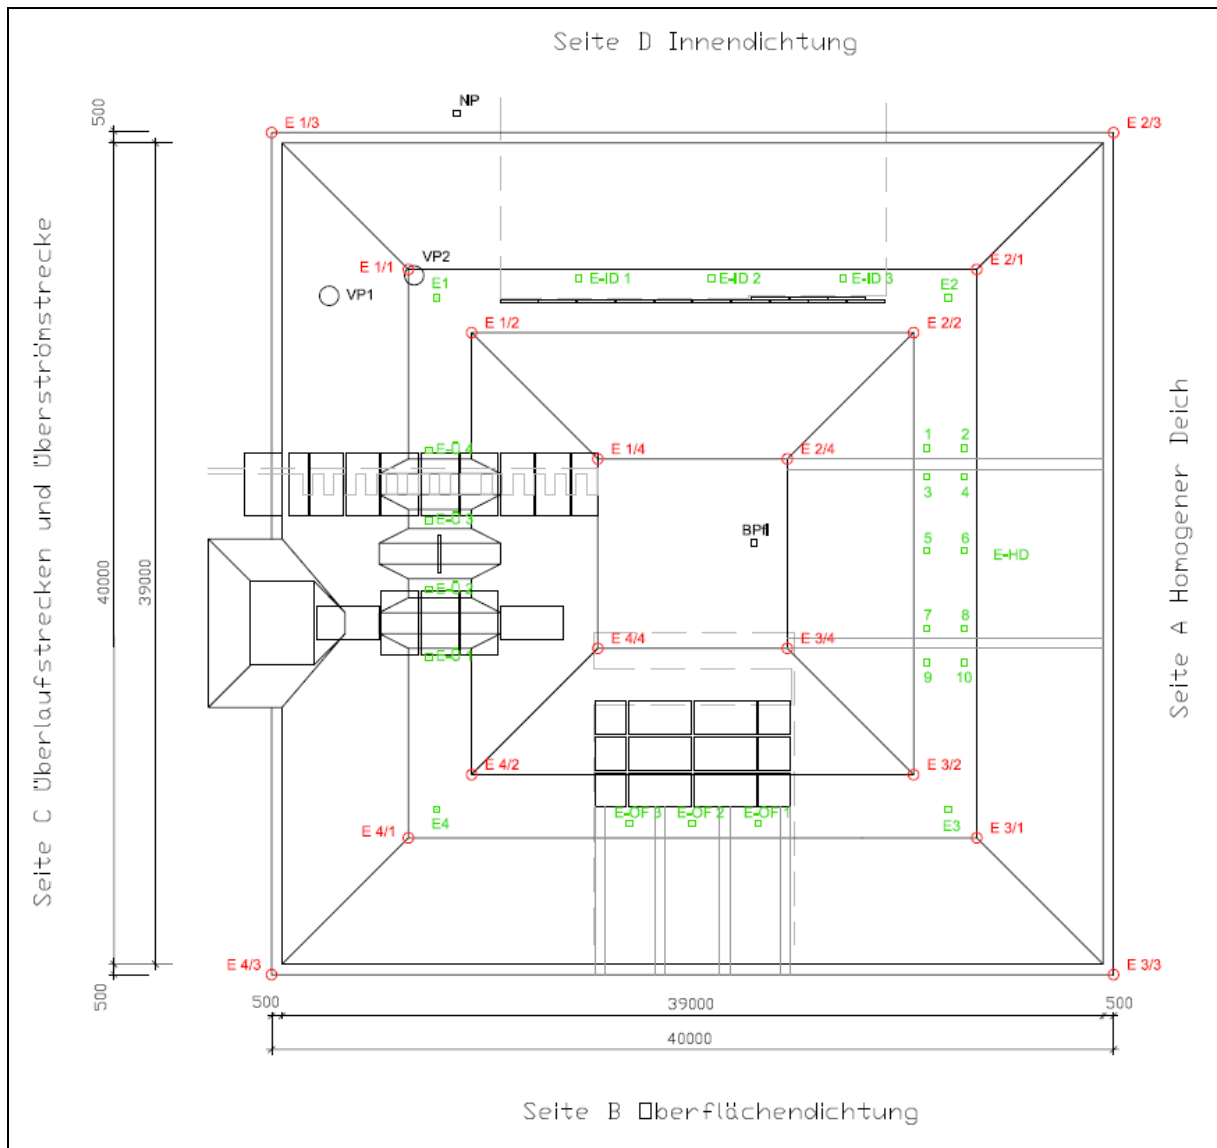 Seite D Innendichtung
NP
500
E 1/3
E 2/3
VP2
E 1/1
E 2/1
VP1
E1
E-ID 1
E-ID 2
E-ID 3
E2
E 1/2
E 2/2
Seite C Überlaufstrecken und Überströmstrecke
Seite A Homogener Deich
40000
39000
E-Ü 4
E 1/4
E 2/4
1 2
3 4
E-Ü 3
BPfl
5 6
E-HD
E-Ü 2
7 8
E-Ü 1
E 4/4
E 3/4
9 10
E 4/2
E 3/2
E4
E-OF 3
E-OF 2
E-OF 1
E3
E 4/1
E 3/1
E 4/3
E 3/3
500
500
39000
500
40000
Seite B Oberflächendichtung